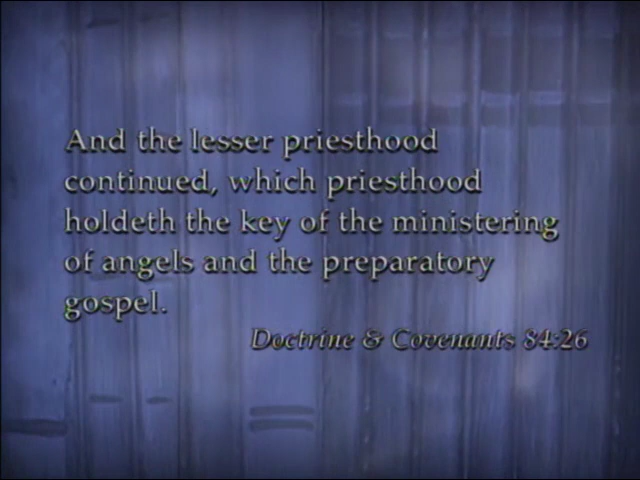 And the lesser priesthood
continued, which priesthood
holdeth the key of the ministering
of angels and the preparatory
gospel.
Doctrine & Covenants 84:26